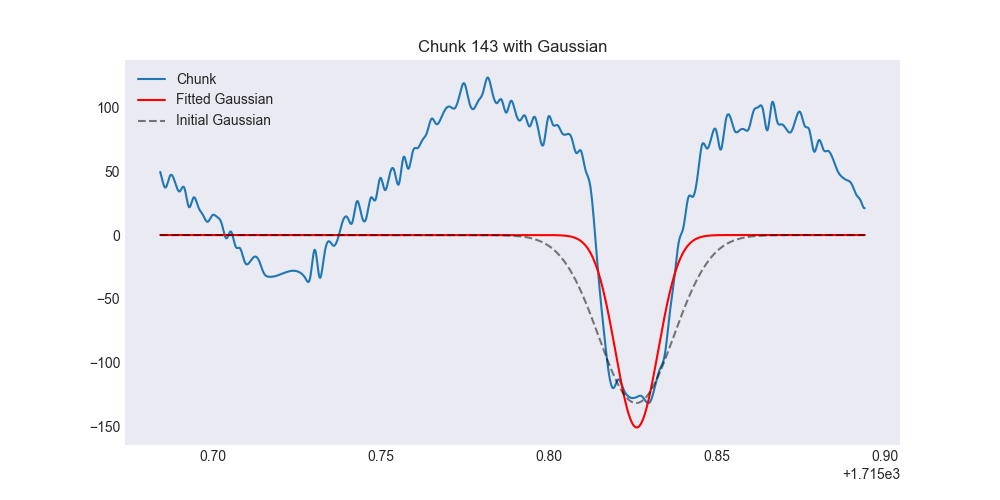 Chunk 143 with Gaussian
Chunk
Fitted Gaussian
Initial Gaussian
100
50
0
−50
−100
−150
0.70 0.75 0.80 0.85 0.90
+1.715e3